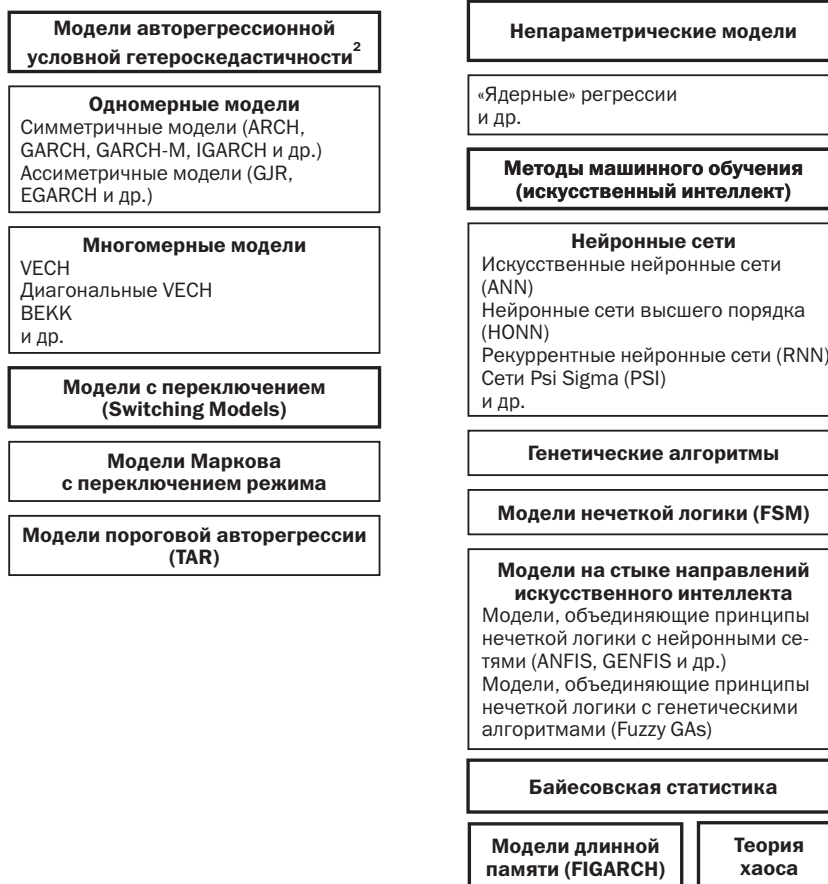 Модели авторегрессионной
условной гетероскедастичности²
Одномерные модели
Симметричные модели (ARCH,
GARCH, GARCH-M, IGARCH и др.)
Ассиметричные модели (GJR,
EGARCH и др.)
Многомерные модели
VECH
Диагональные VECH
BEKK
и др.
Модели с переключением
(Switching Models)
Модели Маркова
с переключением режима
Модели пороговой авторегрессии
(TAR)
Непараметрические модели
«Ядерные» регрессии
и др.
Методы машинного обучения
(искусственный интеллект)
Нейронные сети
Искусственные нейронные сети
(ANN)
Нейронные сети высшего порядка
(HONN)
Рекуррентные нейронные сети (RNN)
Сети Psi Sigma (PSI)
и др.
Генетические алгоритмы
Модели нечеткой логики (FSM)
Модели на стыке направлений
искусственного интеллекта
Модели, объединяющие принципы
нечеткой логики с нейронными се-
тями (ANFIS, GENFIS и др.)
Модели, объединяющие принципы
нечеткой логики с генетическими
алгоритмами (Fuzzy GAs)
Байесовская статистика
Модели длинной
памяти (FIGARCH)
Теория
хаоса